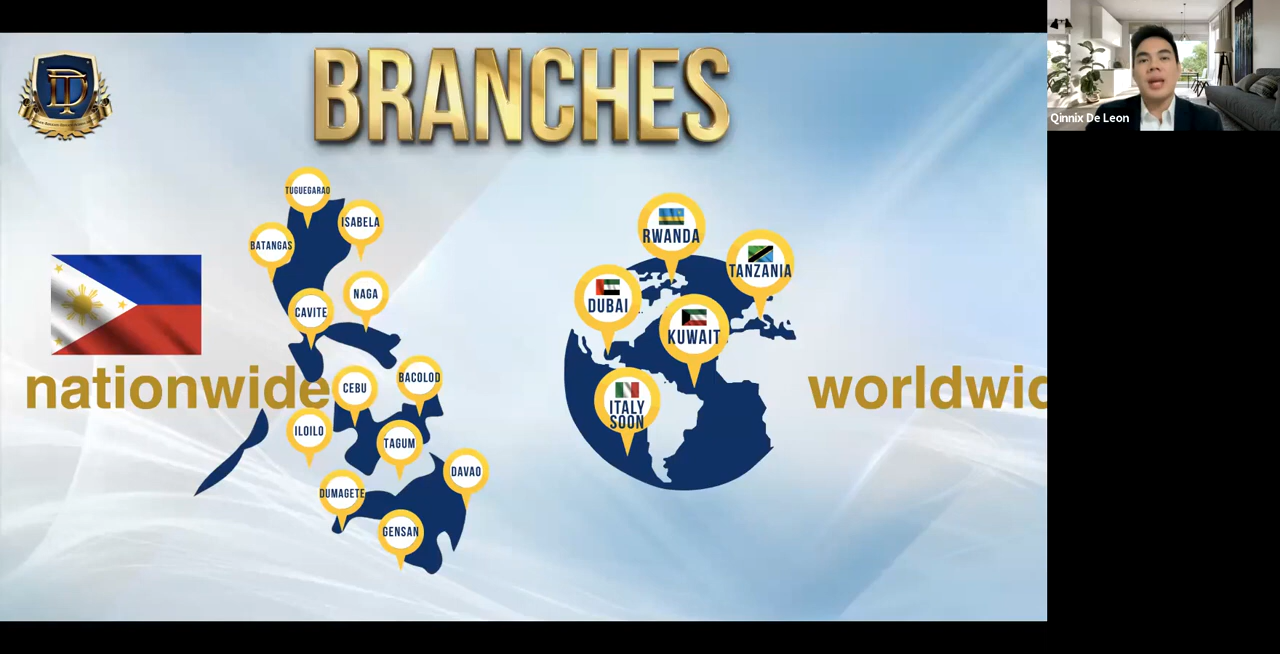 BRANCHES
Qinnix De Leon
TUGUEGARAO
ISABELA
BATANGAS
NAGA
CAVITE
nationwide
CEBU
BACOLOD
ILOILO
TAGUM
DAVAO
DUMAGETE
GENSAN
RWANDA
TANZANIA
DUBAI
KUWAIT
ITALY
SOON
worldwid